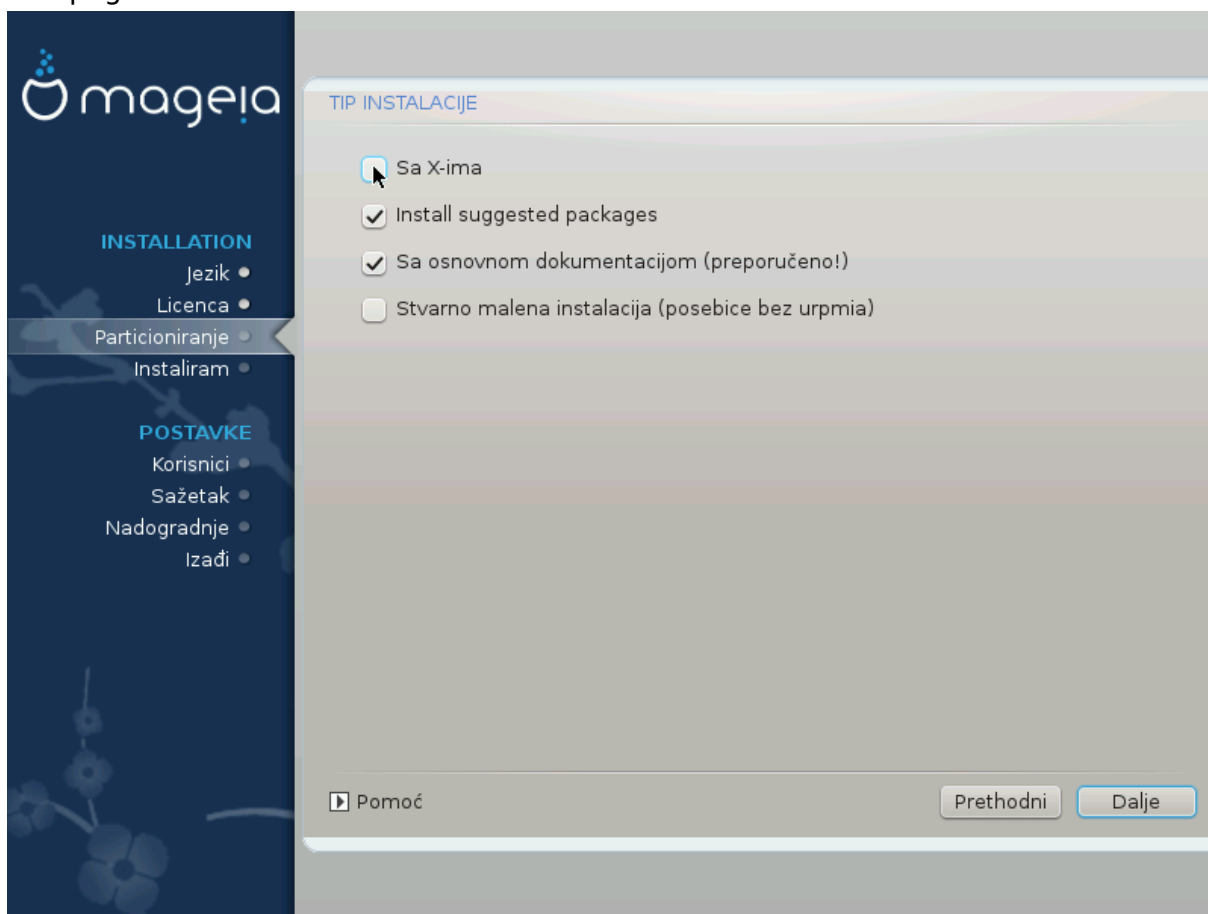 mageia
INSTALLATION
Jezik
Licenca
Particioniranje
Instaliram
POSTAVKE
Korisnici
Sažetak
Nadogradnje
Izađi
TIP INSTALACIJE
Sa X-ima
Install suggested packages
Sa osnovnom dokumentacijom (preporučeno!)
Stvarno malena instalacija (posebice bez urpmia)
Pomoć
Prethodni
Dalje